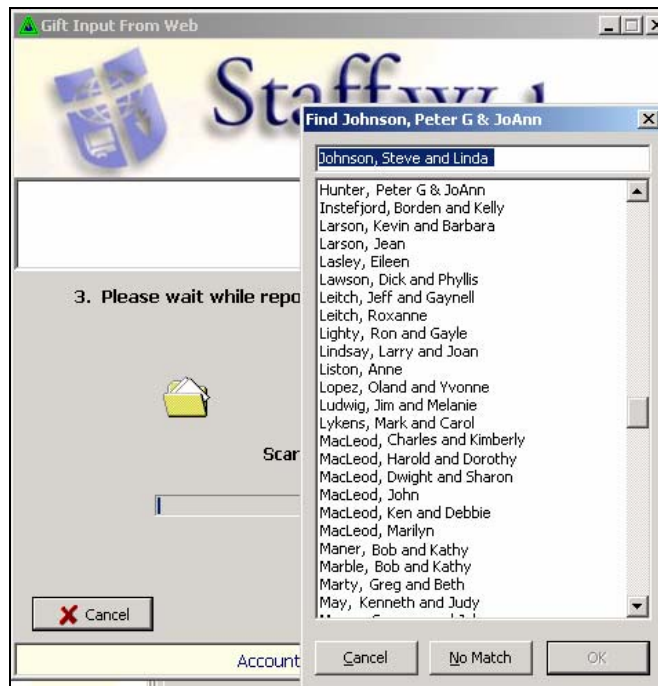 Gift Input From Web
Find Johnson, Peter G & JoAnn
Johnson, Steve and Linda
Hunter, Peter G & JoAnn
Instefjord, Borden and Kelly
Larson, Kevin and Barbara
Larson, Jean
Lasley, Eileen
Lawson, Dick and Phyllis
Leitch, Jeff and Gaynell
Leitch, Roxanne
Lighty, Ron and Gayle
Lindsay, Larry and Joan
Liston, Anne
Lopez, Oland and Yvonne
Ludwig, Jim and Melanie
Lykens, Mark and Carol
MacLeod, Charles and Kimberly
MacLeod, Harold and Dorothy
MacLeod, Dwight and Sharon
MacLeod, John
MacLeod, Ken and Debbie
MacLeod, Marilyn
Maner, Bob and Kathy
Marble, Bob and Kathy
Marty, Greg and Beth
May, Kenneth and Judy
Cancel
No Match
OK
3. Please wait while repo
Scar
Cancel
Account